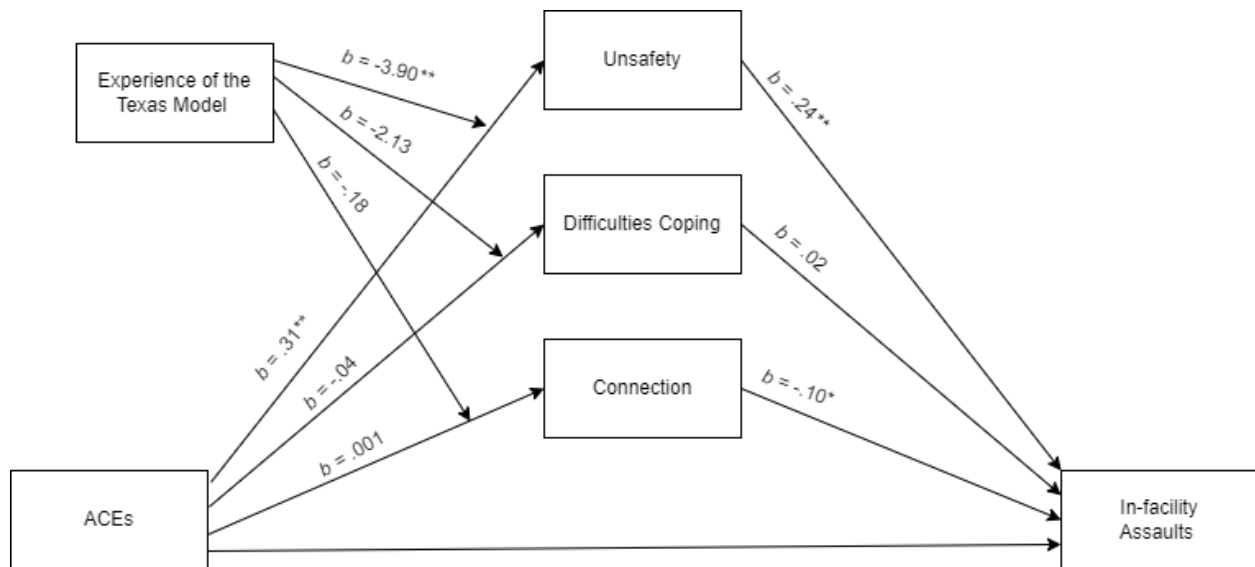 Experience of the
Texas Model
b = -3.90**
b = -2.13
b = -.18
Unsafety
b = .24**
Difficulties Coping
b = .02
Connection
b = -.10*
b = .31**
b = -.04
b = .001
ACEs
In-facility
Assaults